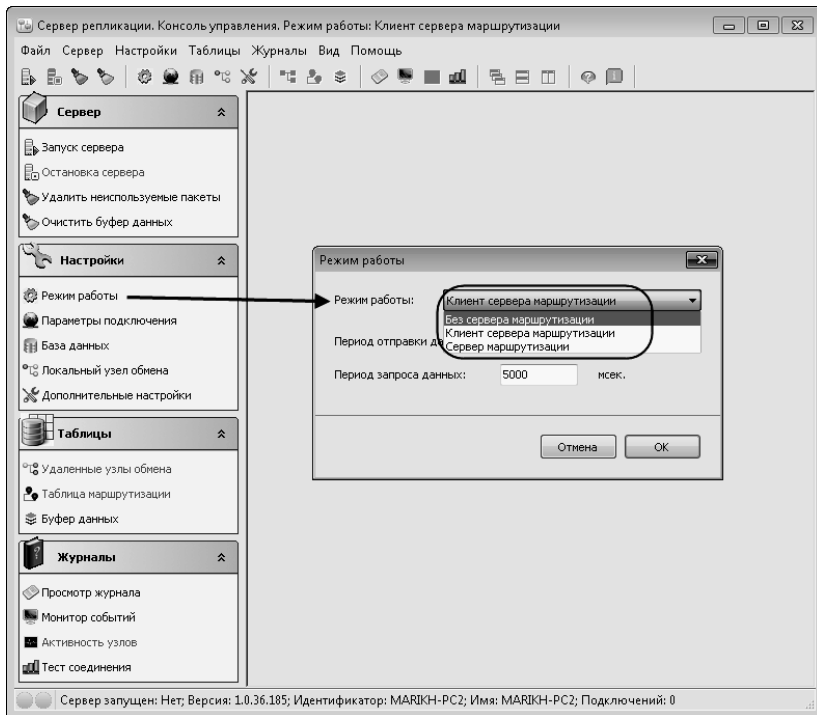 Сервер репликации. Консоль управления. Режим работы: Клиент сервера маршрутизации
Файл Сервер Настройки Таблицы Журналы Вид Помощь
Сервер
Запуск сервера
Остановка сервера
Удалить неиспользуемые пакеты
Очистить буфер данных
Настройки
Режим работы
Параметры подключения
База данных
Локальный узел обмена
Дополнительные настройки
Таблицы
Удаленные узлы обмена
Таблица маршрутизации
Буфер данных
Журналы
Просмотр журнала
Монитор событий
Активность узлов
Тест соединения
Режим работы
Режим работы: Клиент сервера маршрутизации
Без сервера маршрутизации
Клиент сервера маршрутизации
Сервер маршрутизации
Период отправки
Период запроса данных: 5000 мсек.
Отмена OK
Сервер запущен: Нет; Версия: 1.0.36.185; Идентификатор: MARIKH-PC2; Имя: MARIKH-PC2; Подключений: 0